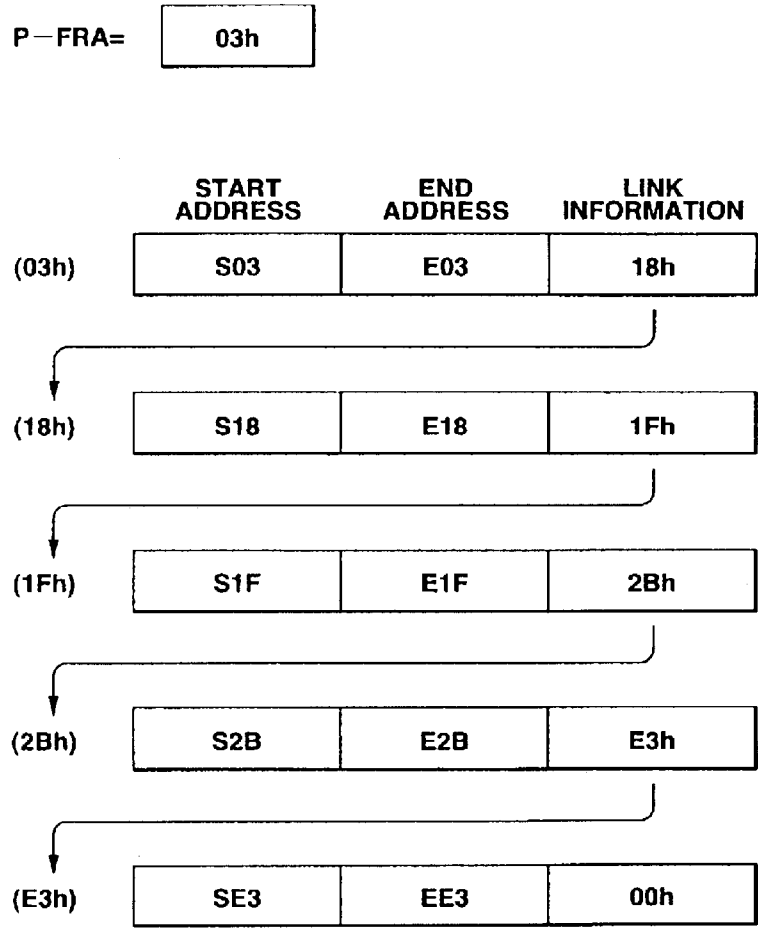 P—FRA= 03h
START ADDRESS END ADDRESS LINK INFORMATION
(03h) S03 E03 18h
(18h) S18 E18 1Fh
(1Fh) S1F E1F 2Bh
(2Bh) S2B E2B E3h
(E3h) SE3 EE3 00h